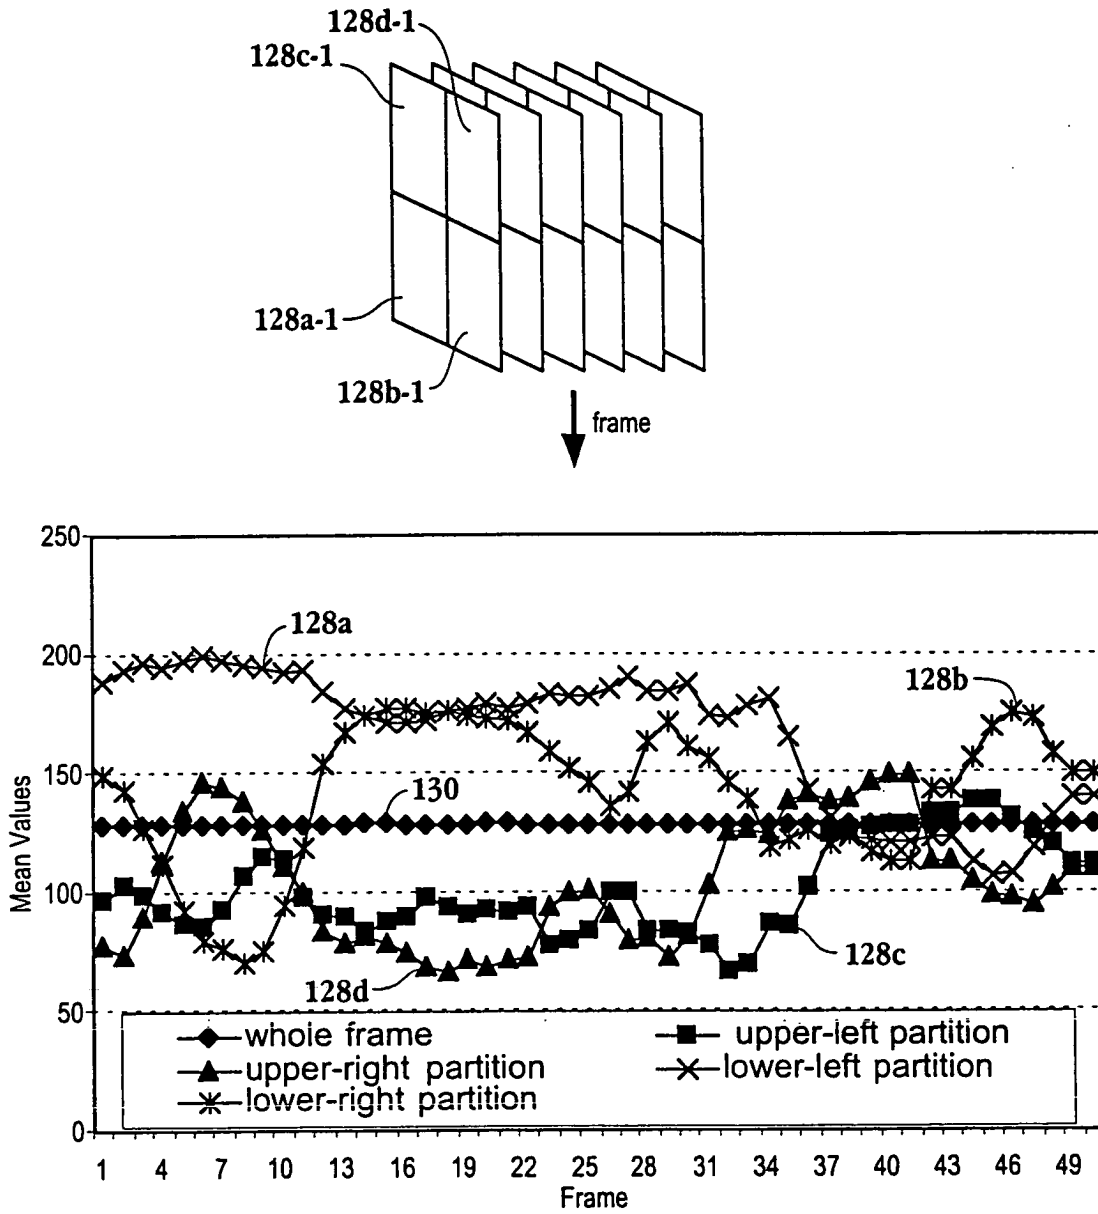 128d-1
128c-1
128a-1
128b-1
frame
250
200
150
100
50
0
Mean Values
128a
128b
130
128c
128d
whole frame
upper-left partition
upper-right partition
lower-left partition
lower-right partition
1 4 7 10 13 16 19 22 25 28 31 34 37 40 43 46 49
Frame